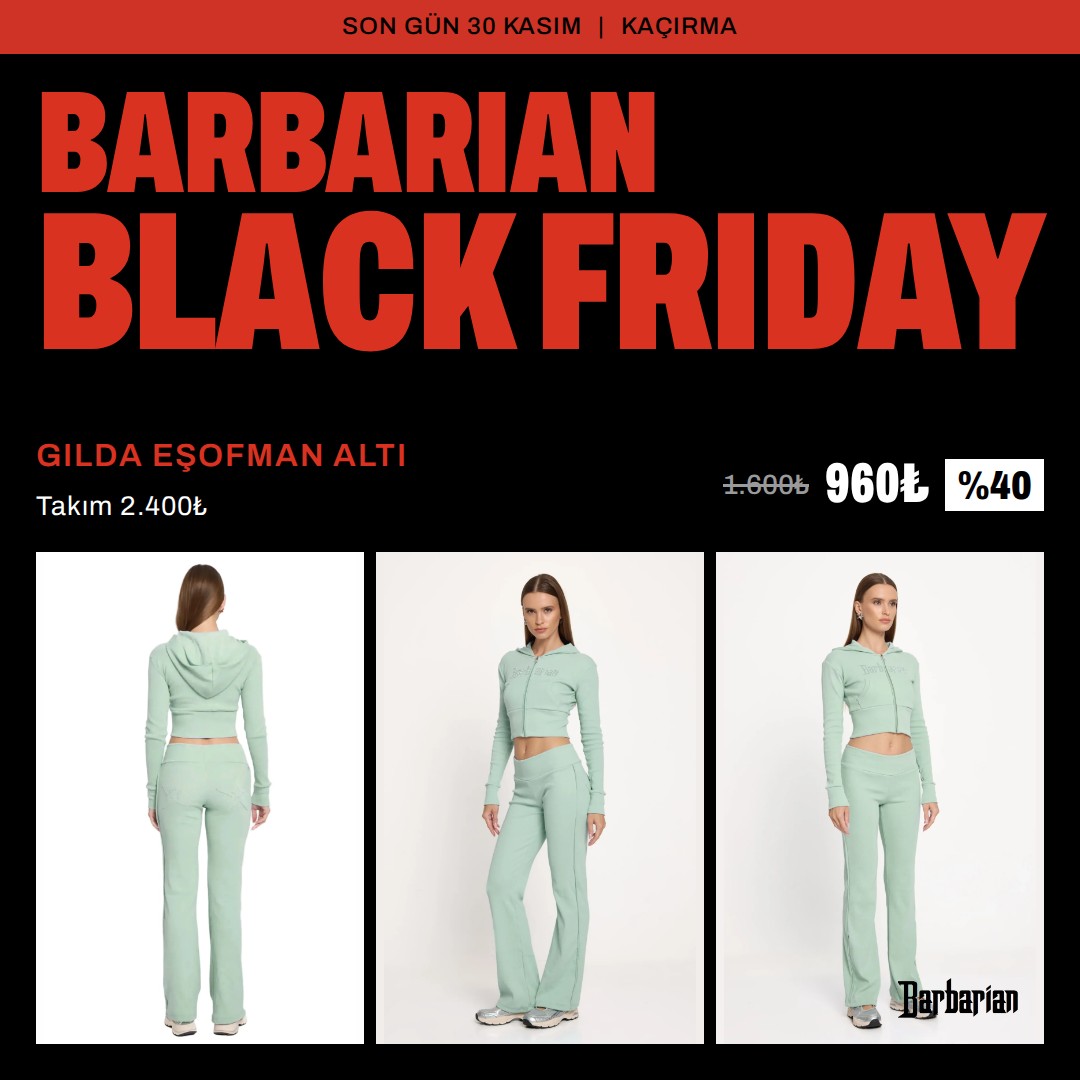 SON GÜN 30 KASIM | KAÇIRMA
BARBARIAN
BLACK FRIDAY
GILDA EŞOFMAN ALTI
Takım 2.400₺
1.600₺ 960₺ %40
Barbarian
Barbarian